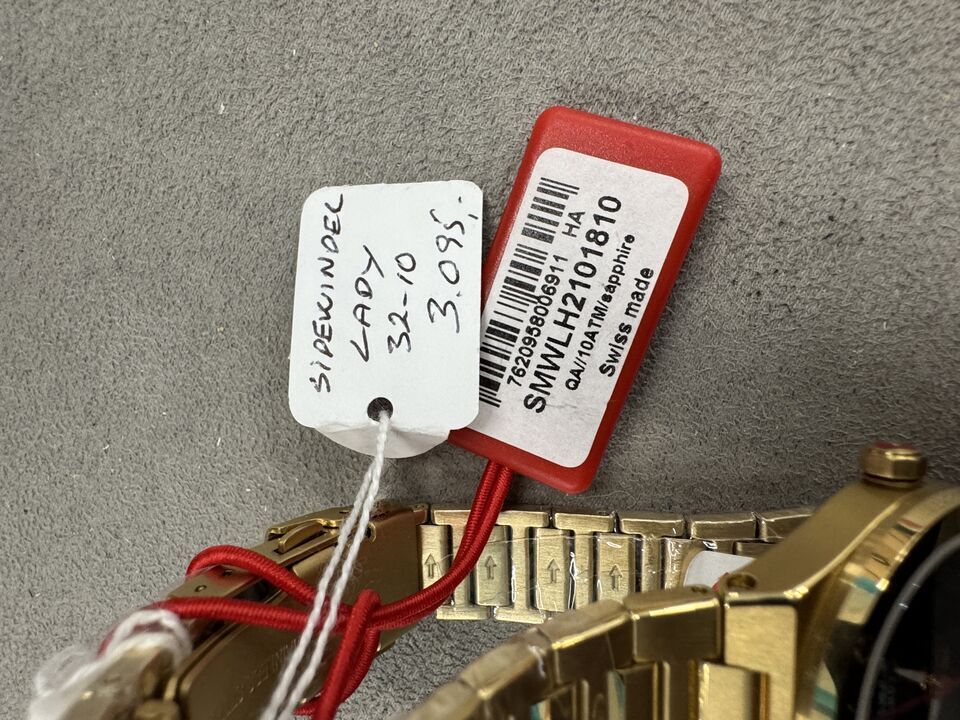 SIDEWINDER
LADY
32-10
3.095,
7620958006911 HA
SMWLH2101810
QA//10ATM/sapphire
Swiss made